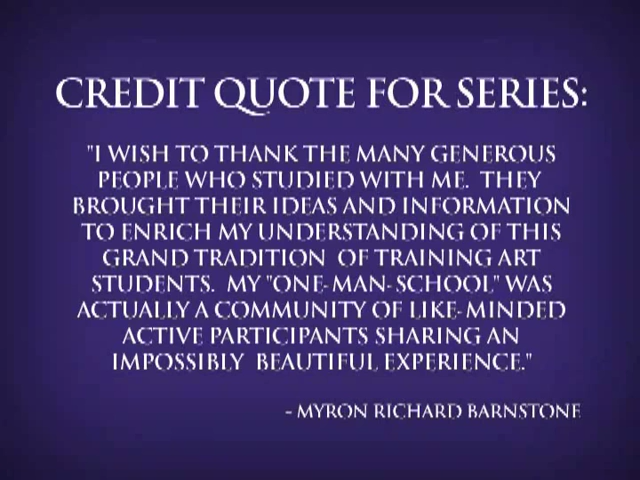 CREDIT QUOTE FOR SERIES:
"I WISH TO THANK THE MANY GENEROUS
PEOPLE WHO STUDIED WITH ME. THEY
BROUGHT THEIR IDEAS AND INFORMATION
TO ENRICH MY UNDERSTANDING OF THIS
GRAND TRADITION OF TRAINING ART
STUDENTS. MY "ONE-MAN-SCHOOL" WAS
ACTUALLY A COMMUNITY OF LIKE-MINDED
ACTIVE PARTICIPANTS SHARING AN
IMPOSSIBLY BEAUTIFUL EXPERIENCE."
- MYRON RICHARD BARNSTONE